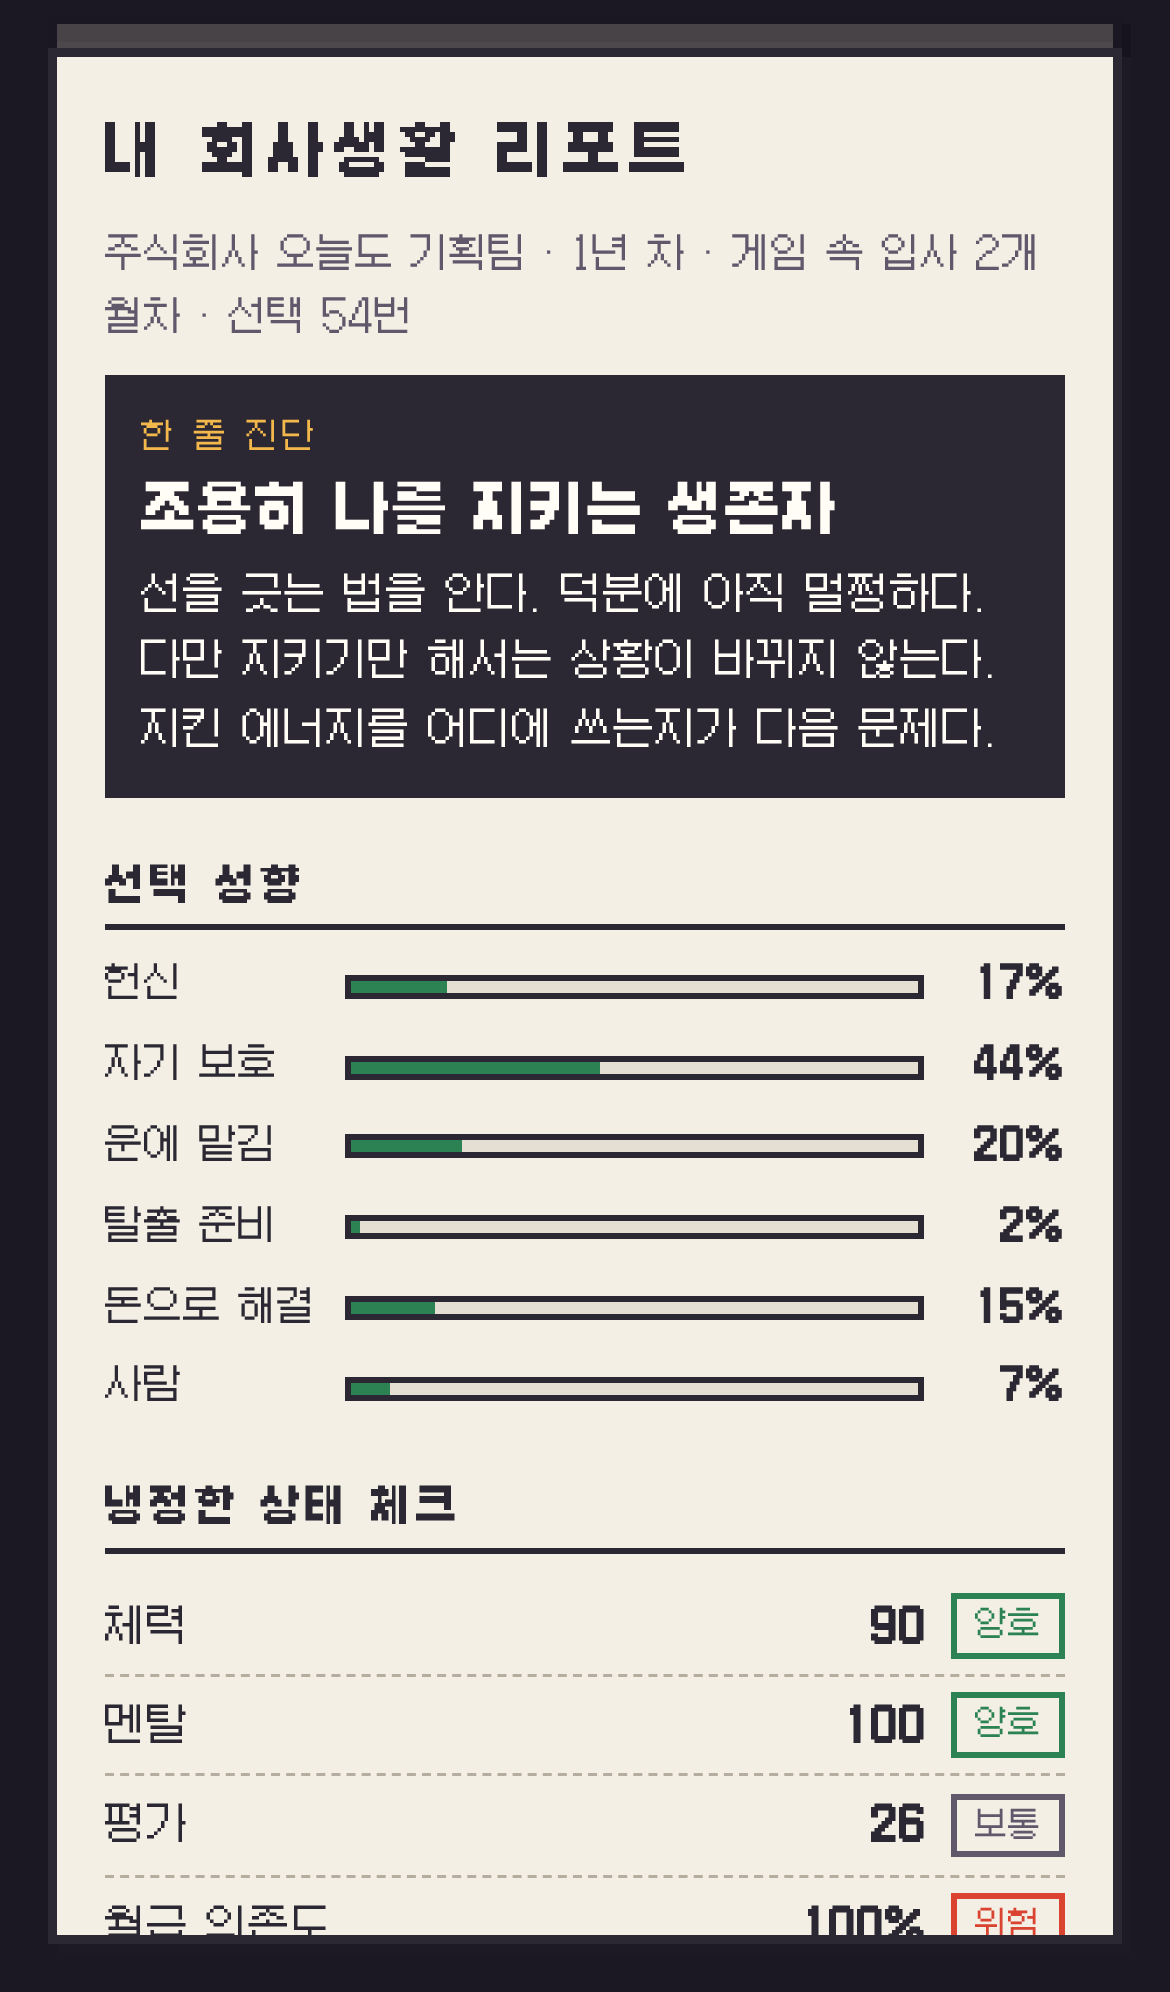 내 회사생활 리포트
주식회사 오늘도 기획팀 · 1년 차 · 게임 속 입사 2개
월차 · 선택 54번
한 줄 진단
조용히 나를 지키는 생존자
선을 긋는 법을 안다. 덕분에 아직 멀쩡하다.
다만 지키기만 해서는 상황이 바뀌지 않는다.
지킨 에너지를 어디에 쓰는지가 다음 문제다.
선택 성향
헌신 17%
자기 보호 44%
운에 맡김 20%
탈출 준비 2%
돈으로 해결 15%
사람 7%
냉정한 상태 체크
체력 90 양호
멘탈 100 양호
평가 26 보통
월급 의존도 100% 위험